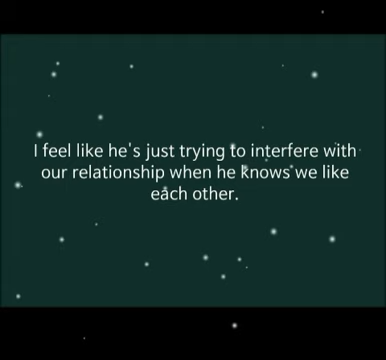 I feel like he's just trying to interfere with
our relationship when he knows we like
each other.